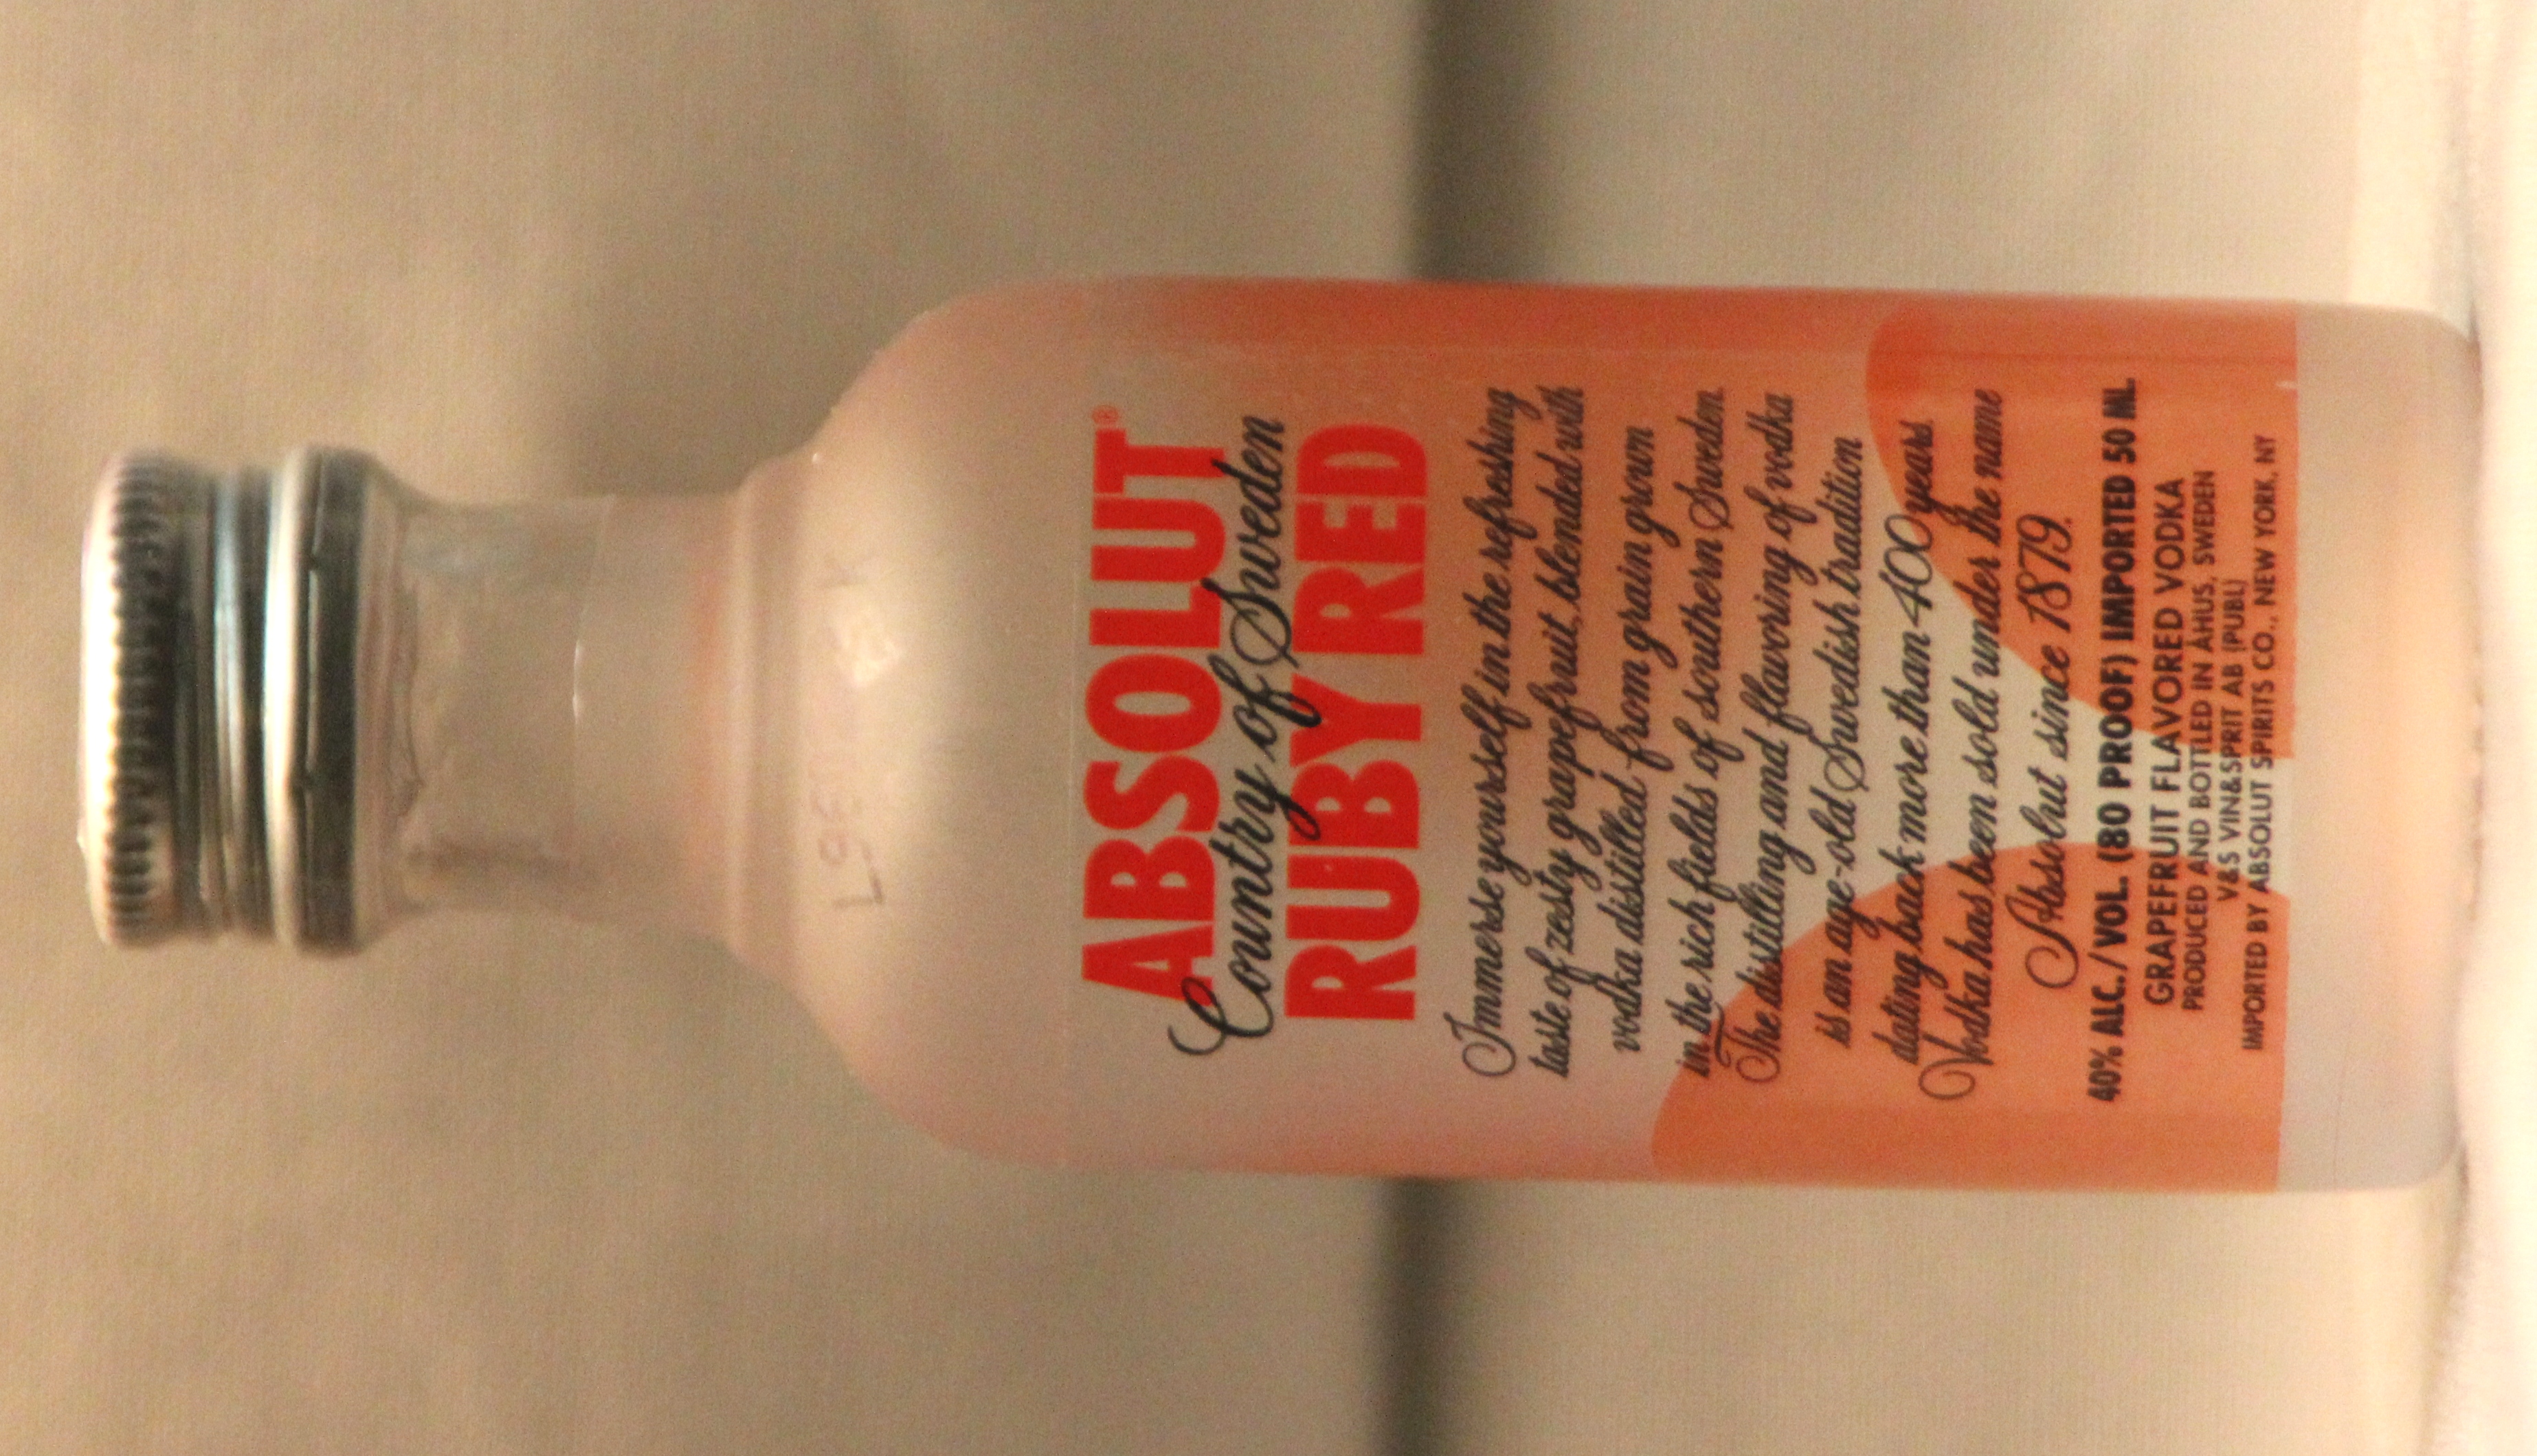 ABSOLUT®
Country of Sweden
RUBY RED
Immerse yourself in the refreshing
taste of zesty grapefruit, blended with
vodka distilled from grain grown
in the rich fields of southern Sweden.
The distilling and flavoring of vodka
is an age-old Swedish tradition
dating back more than 400 years.
Vodka has been sold under the name
Absolut since 1879.
40% ALC./VOL. (80 PROOF) IMPORTED 50 ML
GRAPEFRUIT FLAVORED VODKA
PRODUCED AND BOTTLED IN ÅHUS, SWEDEN
V&S VIN&SPRIT AB (PUBL)
IMPORTED BY ABSOLUT SPIRITS CO., NEW YORK, NY